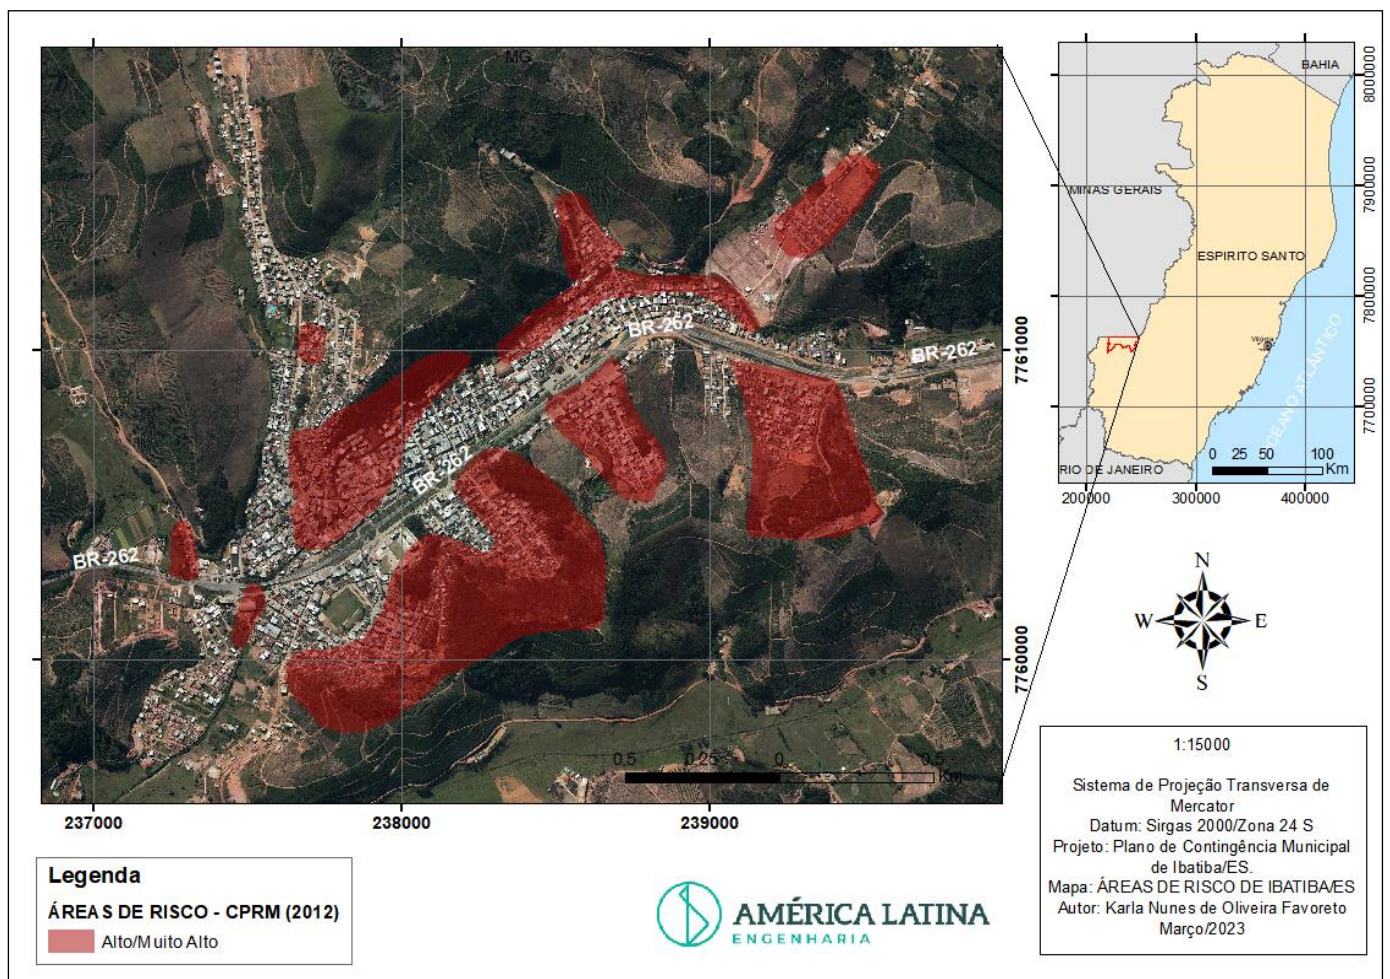 MG
BR-262
BR-262
BR-262
BR-262
0.5 0.25 0 0.5
Km
237000 238000 239000
7761000
7760000
BAHIA
MINAS GERAIS
ESPIRITO SANTO
Vitória
OCEANO ATLÂNTICO
RIO DE JANEIRO
0 25 50 100
Km
200000 300000 400000
8000000
7900000
7800000
7700000
N
W E
S
1:15000
Sistema de Projeção Transversa de
Mercator
Datum: Sirgas 2000/Zona 24 S
Projeto: Plano de Contingência Municipal
de Ibatiba/ES.
Mapa: ÁREAS DE RISCO DE IBATIBA/ES
Autor: Karla Nunes de Oliveira Favoreto
Março/2023
Legenda
ÁREAS DE RISCO - CPRM (2012)
Alto/Muito Alto
AMÉRICA LATINA
ENGENHARIA